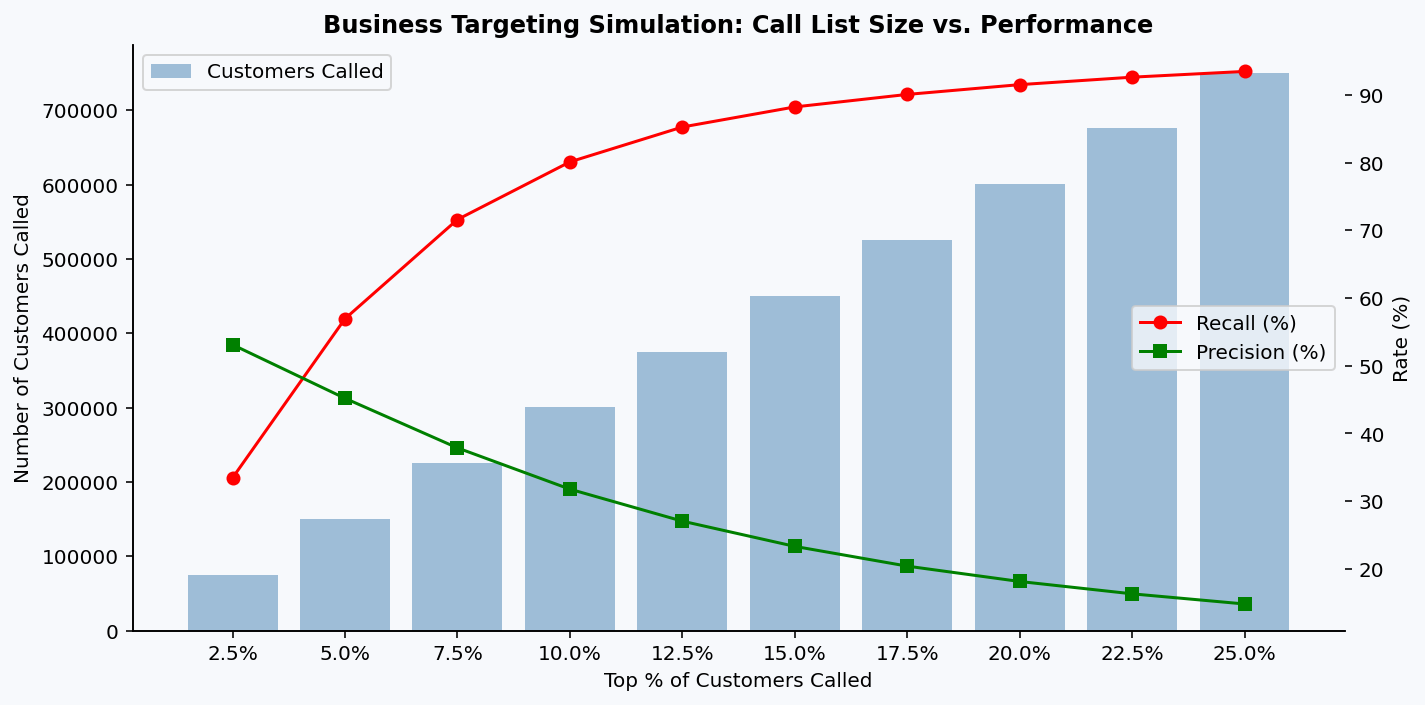 Business Targeting Simulation: Call List Size vs. Performance
Customers Called
Number of Customers Called
700000
600000
500000
400000
300000
200000
100000
0
90
80
70
60
50
40
30
20
Rate (%)
Recall (%)
Precision (%)
2.5% 5.0% 7.5% 10.0% 12.5% 15.0% 17.5% 20.0% 22.5% 25.0%
Top % of Customers Called